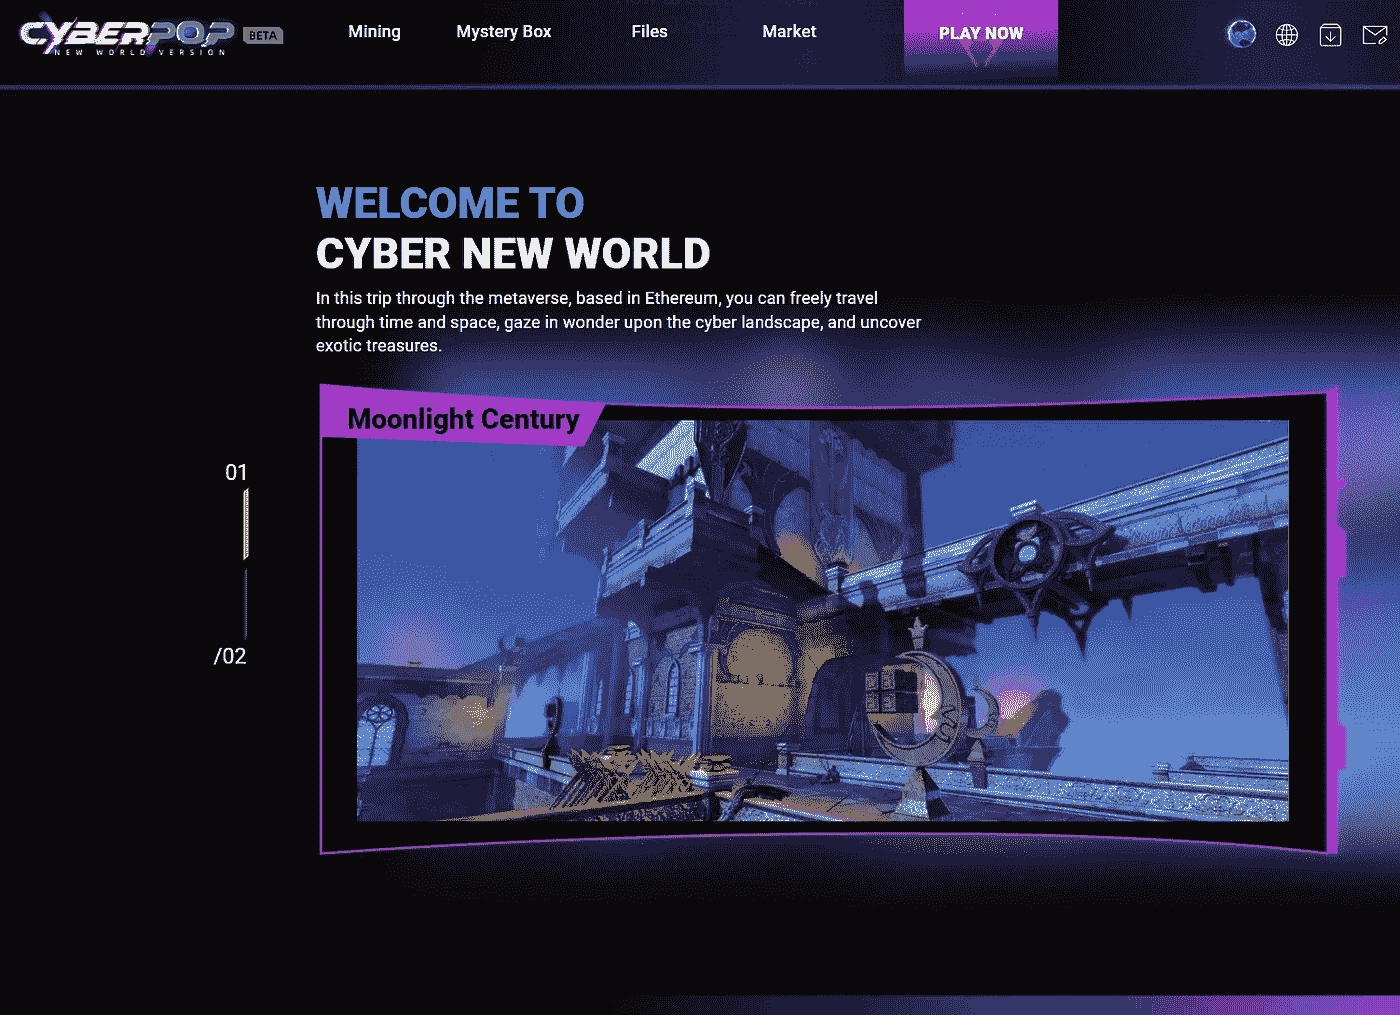 CYBERPOP
NEW WORLD VERSION
BETA
Mining
Mystery Box
Files
Market
PLAY NOW
WELCOME TO
CYBER NEW WORLD
In this trip through the metaverse, based in Ethereum, you can freely travel
through time and space, gaze in wonder upon the cyber landscape, and uncover
exotic treasures.
Moonlight Century
01
/02